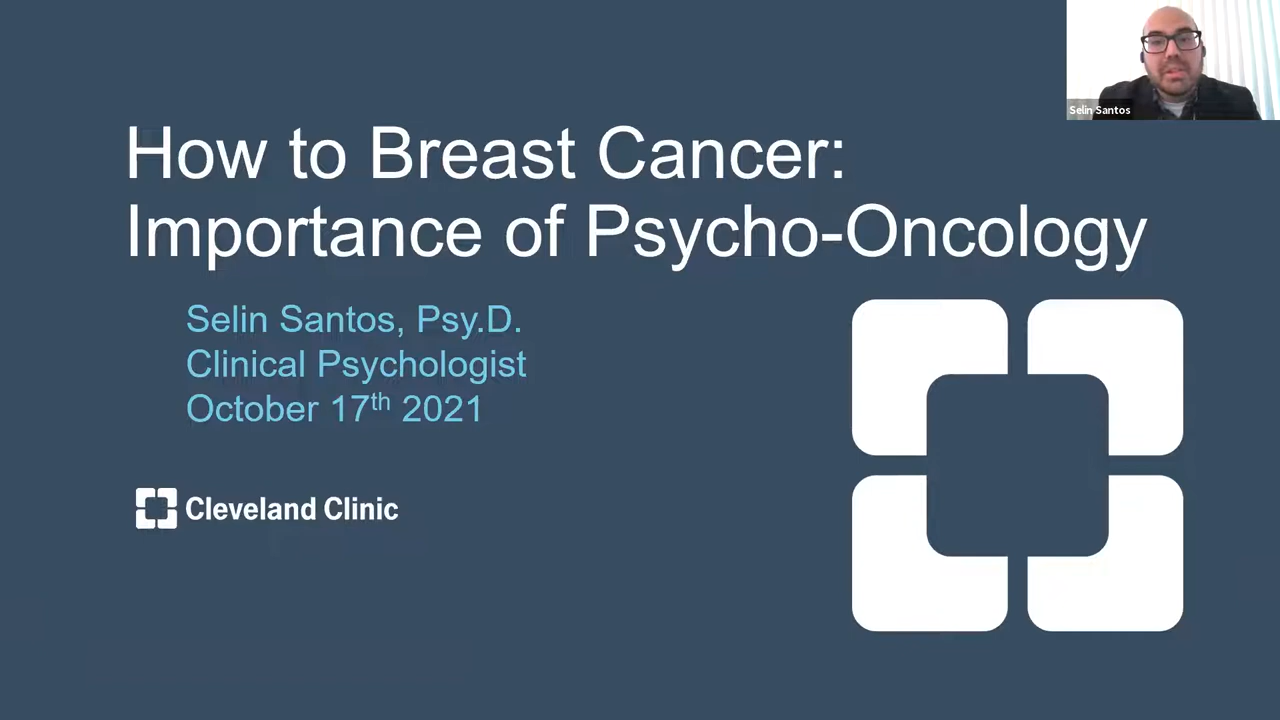 Selin Santos
How to Breast Cancer:
Importance of Psycho-Oncology
Selin Santos, Psy.D.
Clinical Psychologist
October 17th 2021
Cleveland Clinic